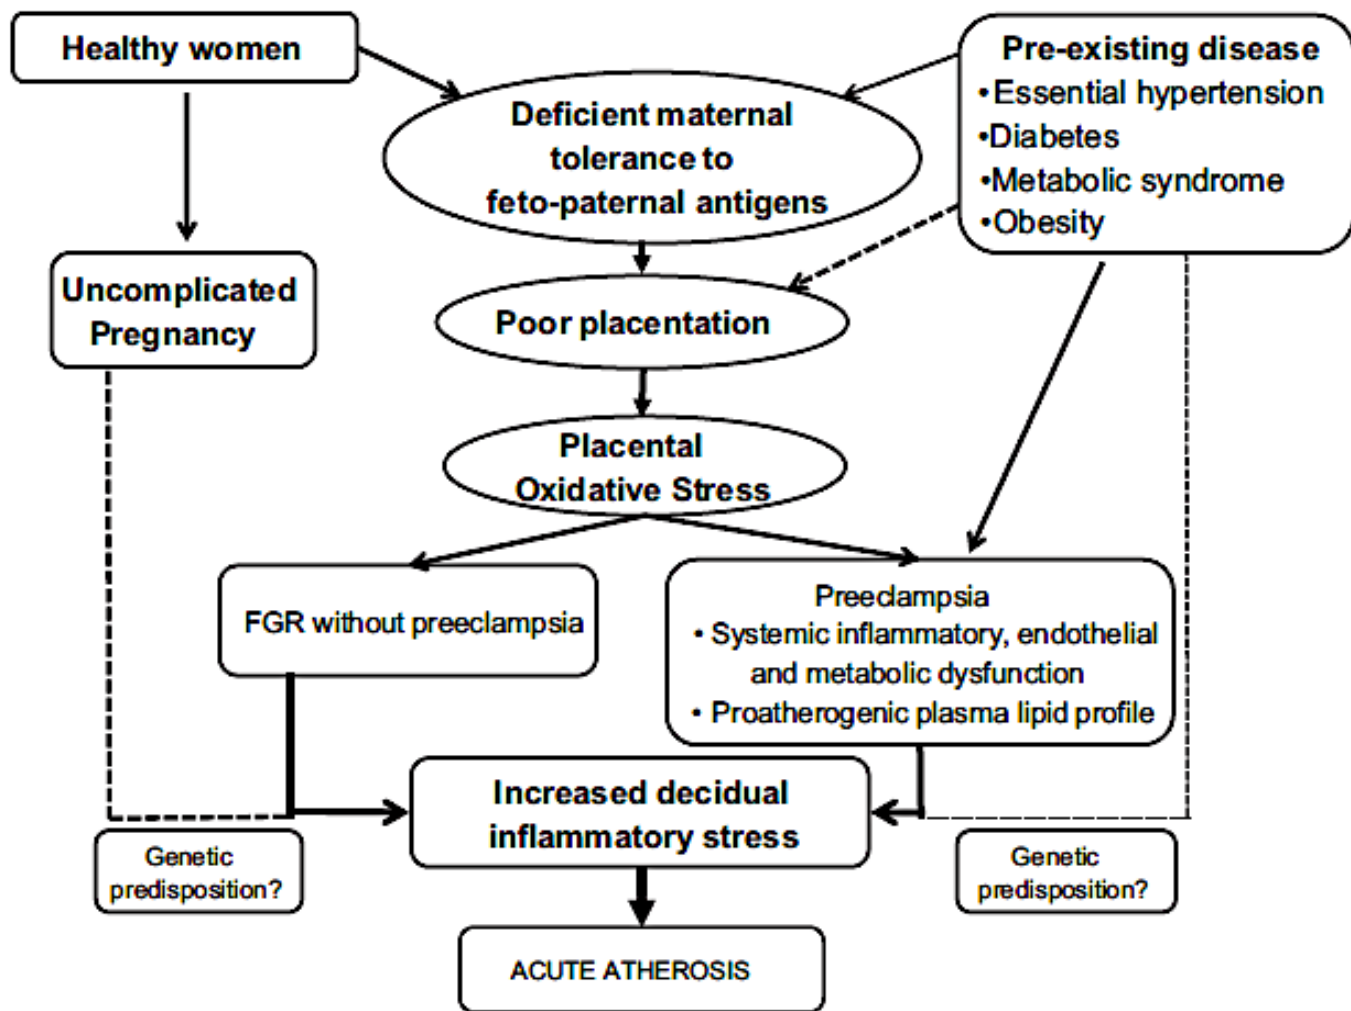 Healthy women
Pre-existing disease
•Essential hypertension
•Diabetes
•Metabolic syndrome
•Obesity
Deficient maternal
tolerance to
feto-paternal antigens
Uncomplicated
Pregnancy
Poor placentation
Placental
Oxidative Stress
FGR without preeclampsia
Preeclampsia
• Systemic inflammatory, endothelial
and metabolic dysfunction
• Proatherogenic plasma lipid profile
Increased decidual
inflammatory stress
Genetic
predisposition?
Genetic
predisposition?
ACUTE ATHEROSIS